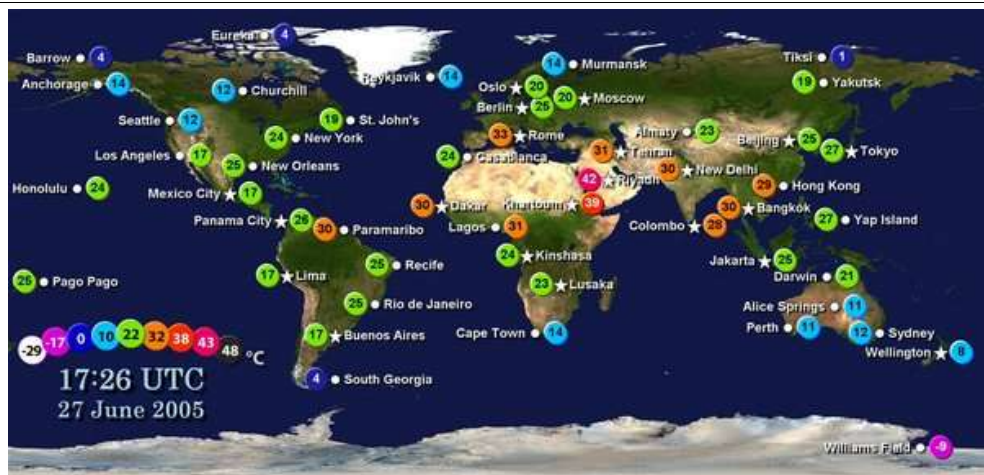 Eureka 4
Barrow 4
Tiksi 1
Murmansk 14
Reykjavik 14
Anchorage 14
Yakutsk 19
Churchill 12
Oslo 20
Moscow 20
Berlin 25
Seattle 12
St. John's 19
Almaty 23
Rome 33
New York 24
Beijing 25
Tokyo 27
Tehran 31
Los Angeles 17
Casablanca 24
New Orleans 25
New Delhi 30
Riyadh 42
Hong Kong 29
Honolulu 24
Mexico City 17
Dakar 30
Khartoum 39
Bangkok 30
Panama City 26
Yap Island 27
Paramaribo 30
Lagos 31
Colombo 28
Kinshasa 24
Jakarta 25
Recife 25
Lima 17
Darwin 21
Pago Pago 25
Lusaka 23
Rio de Janeiro 25
Alice Springs 11
Buenos Aires 17
Cape Town 14
Perth 11
Sydney 12
Wellington 8
-29 -17 0 10 22 32 38 43 48 °C
17:26 UTC
South Georgia 4
27 June 2005
Williams Field -9